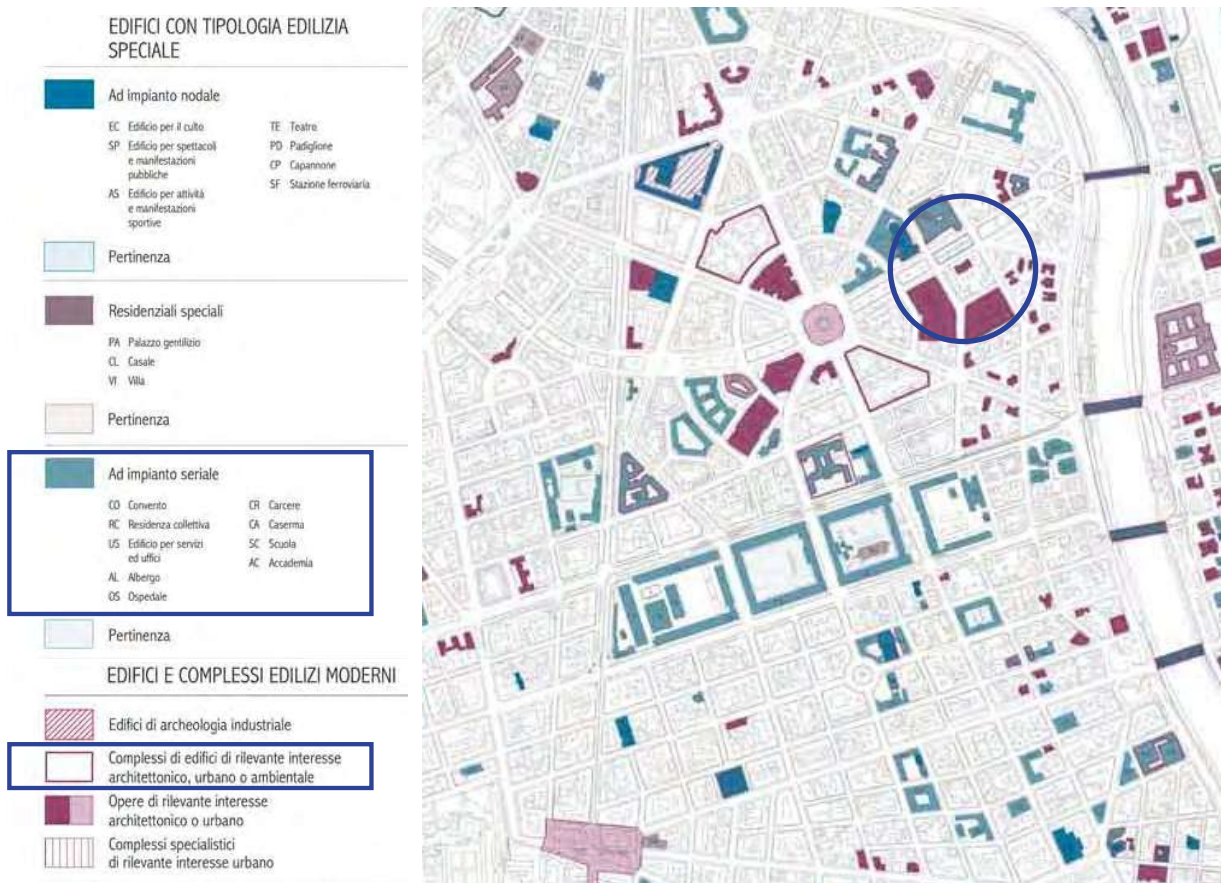 EDIFICI CON TIPOLOGIA EDILIZIA
SPECIALE
Ad impianto nodale
EC Edificio per il culto
SP Edificio per spettacoli
e manifestazioni
pubbliche
AS Edificio per attività
e manifestazioni
sportive
TE Teatro
PD Padiglione
CP Capannone
SF Stazione ferroviaria
Pertinenza
Residenziali speciali
PA Palazzo gentilizio
CL Casale
VI Villa
Pertinenza
Ad impianto seriale
CO Convento
RC Residenza collettiva
US Edificio per servizi
ed uffici
AL Albergo
OS Ospedale
CR Carcere
CA Caserma
SC Scuola
AC Accademia
Pertinenza
EDIFICI E COMPLESSI EDILIZI MODERNI
Edifici di archeologia industriale
Complessi di edifici di rilevante interesse
architettonico, urbano o ambientale
Opere di rilevante interesse
architettonico o urbano
Complessi specialistici
di rilevante interesse urbano